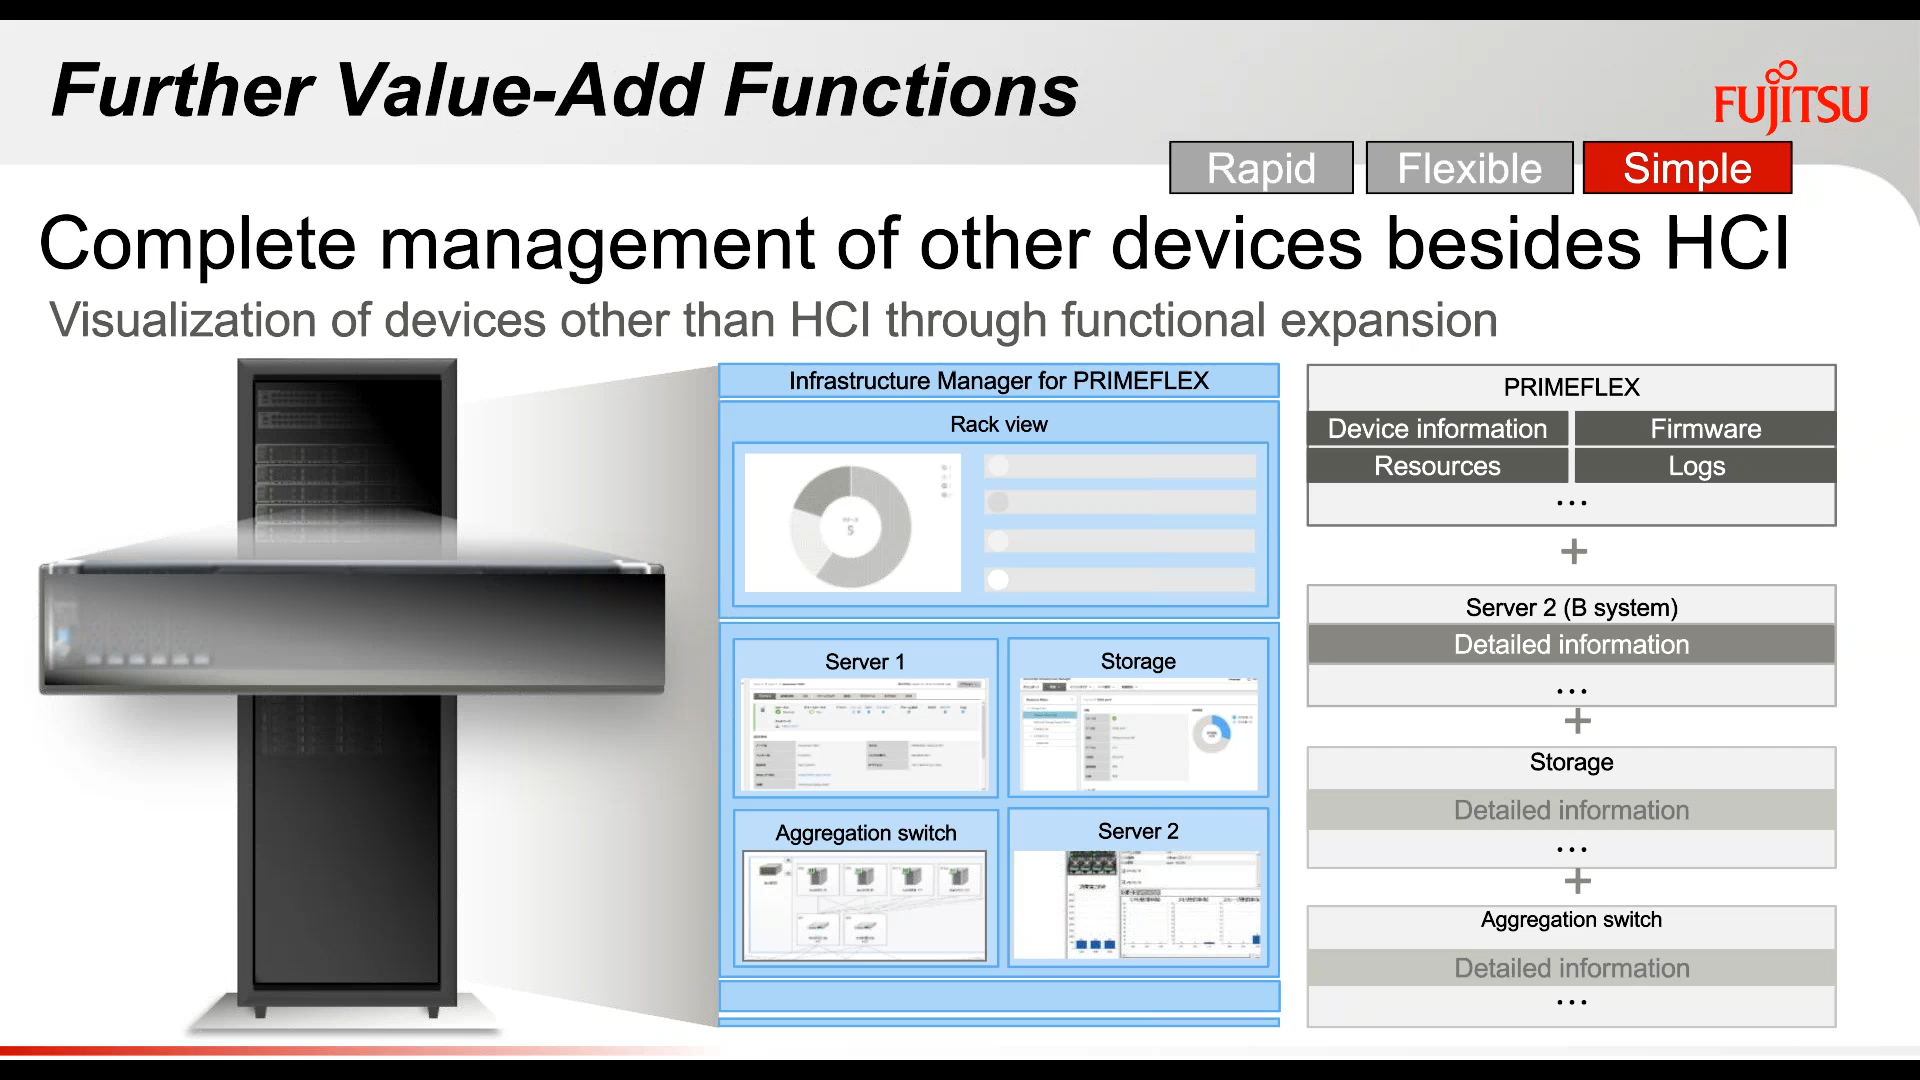 Further Value-Add Functions
FUJITSU
Rapid
Flexible
Simple
Complete management of other devices besides HCI
Visualization of devices other than HCI through functional expansion
Infrastructure Manager for PRIMEFLEX
Rack view
5
Server 1
Storage
Aggregation switch
Server 2
PRIMEFLEX
Device information
Firmware
Resources
Logs
...
+
Server 2 (B system)
Detailed information
...
+
Storage
Detailed information
...
+
Aggregation switch
Detailed information
...